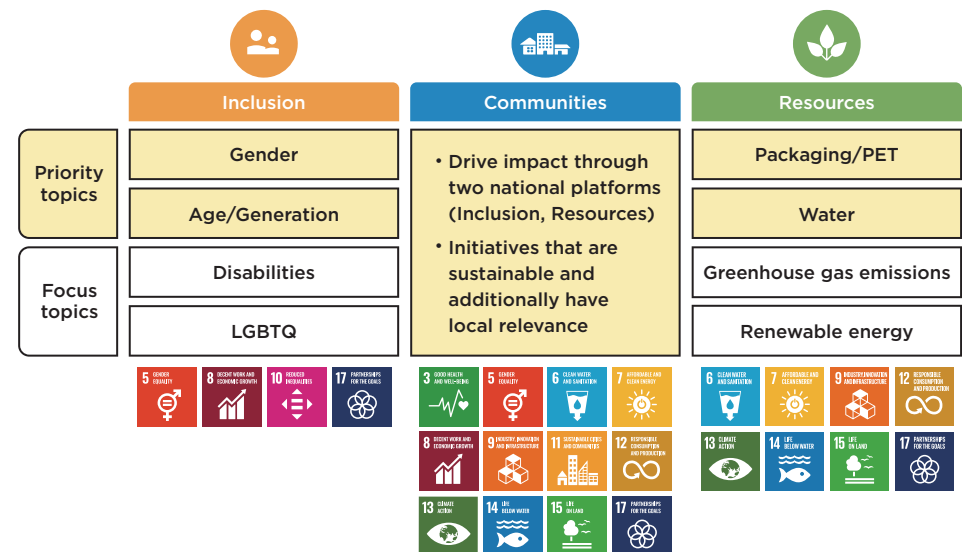 Inclusion
Communities
Resources
Priority
topics
Gender
Age/Generation
• Drive impact through
two national platforms
(Inclusion, Resources)
• Initiatives that are
sustainable and
additionally have
local relevance
Packaging/PET
Water
Focus
topics
Disabilities
LGBTQ
Greenhouse gas emissions
Renewable energy
5 GENDER
EQUALITY
8 DECENT WORK AND
ECONOMIC GROWTH
10 REDUCED
INEQUALITIES
17 PARTNERSHIPS
FOR THE GOALS
3 GOOD HEALTH
AND WELL-BEING
5 GENDER
EQUALITY
6 CLEAN WATER
AND SANITATION
7 AFFORDABLE AND
CLEAN ENERGY
8 DECENT WORK AND
ECONOMIC GROWTH
9 INDUSTRY, INNOVATION
AND INFRASTRUCTURE
11 SUSTAINABLE CITIES
AND COMMUNITIES
12 RESPONSIBLE
CONSUMPTION
AND PRODUCTION
13 CLIMATE
ACTION
14 LIFE
BELOW WATER
15 LIFE
ON LAND
17 PARTNERSHIPS
FOR THE GOALS
6 CLEAN WATER
AND SANITATION
7 AFFORDABLE AND
CLEAN ENERGY
9 INDUSTRY, INNOVATION
AND INFRASTRUCTURE
12 RESPONSIBLE
CONSUMPTION
AND PRODUCTION
13 CLIMATE
ACTION
14 LIFE
BELOW WATER
15 LIFE
ON LAND
17 PARTNERSHIPS
FOR THE GOALS